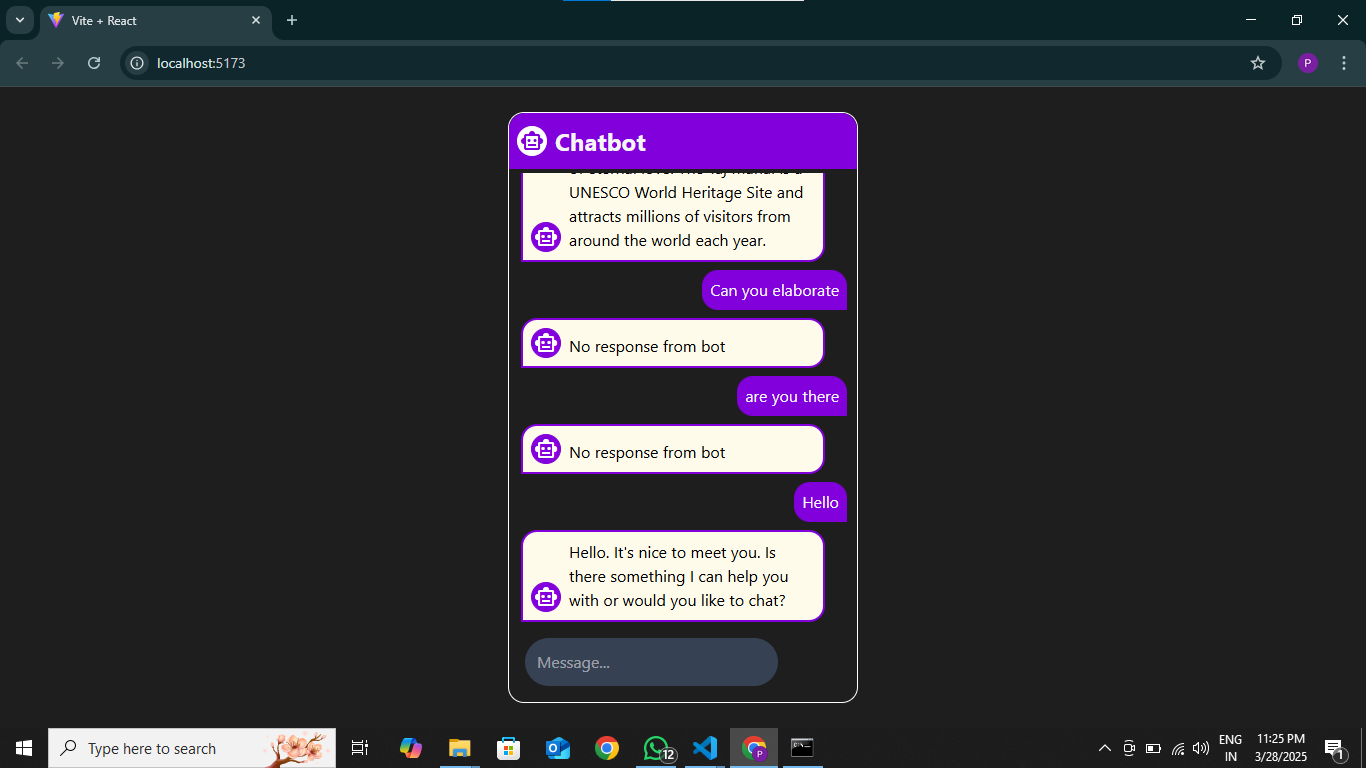 Vite + React
localhost:5173
P
Chatbot
UNESCO World Heritage Site and
attracts millions of visitors from
around the world each year.
Can you elaborate
No response from bot
are you there
No response from bot
Hello
Hello. It's nice to meet you. Is
there something I can help you
with or would you like to chat?
Message...
Type here to search
12
P
ENG
IN
11:25 PM
3/28/2025
1